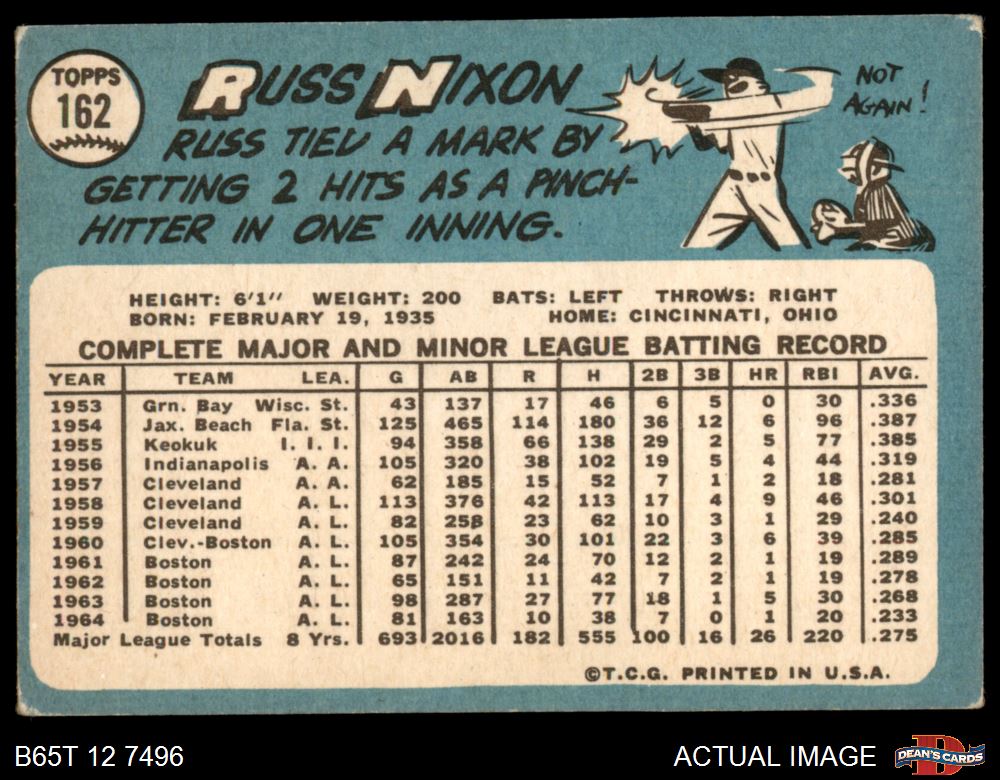 TOPPS
162
RUSS NIXON
RUSS TIED A MARK BY
GETTING 2 HITS AS A PINCH-
HITTER IN ONE INNING.
NOT
AGAIN!
HEIGHT: 6'1" WEIGHT: 200 BATS: LEFT THROWS: RIGHT
BORN: FEBRUARY 19, 1935 HOME: CINCINNATI, OHIO
COMPLETE MAJOR AND MINOR LEAGUE BATTING RECORD
YEAR TEAM LEA. G AB R H 2B 3B HR RBI AVG.
1953 Grn. Bay Wisc. St. 43 137 17 46 6 5 0 30 .336
1954 Jax. Beach Fla. St. 125 465 114 180 36 12 6 96 .387
1955 Keokuk I. I. I. 94 358 66 138 29 2 5 77 .385
1956 Indianapolis A. A. 105 320 38 102 19 5 4 44 .319
1957 Cleveland A. A. 62 185 15 52 7 1 2 18 .281
1958 Cleveland A. L. 113 376 42 113 17 4 9 46 .301
1959 Cleveland A. L. 82 258 23 62 10 3 1 29 .240
1960 Clev.-Boston A. L. 105 354 30 101 22 3 6 39 .285
1961 Boston A. L. 87 242 24 70 12 2 1 19 .289
1962 Boston A. L. 65 151 11 42 7 2 1 19 .278
1963 Boston A. L. 98 287 27 77 18 1 5 30 .268
1964 Boston A. L. 81 163 10 38 7 0 1 20 .233
Major League Totals 8 Yrs. 693 2016 182 555 100 16 26 220 .275
©T.C.G. PRINTED IN U.S.A.
B65T 12 7496 ACTUAL IMAGE DEAN'S CARDS